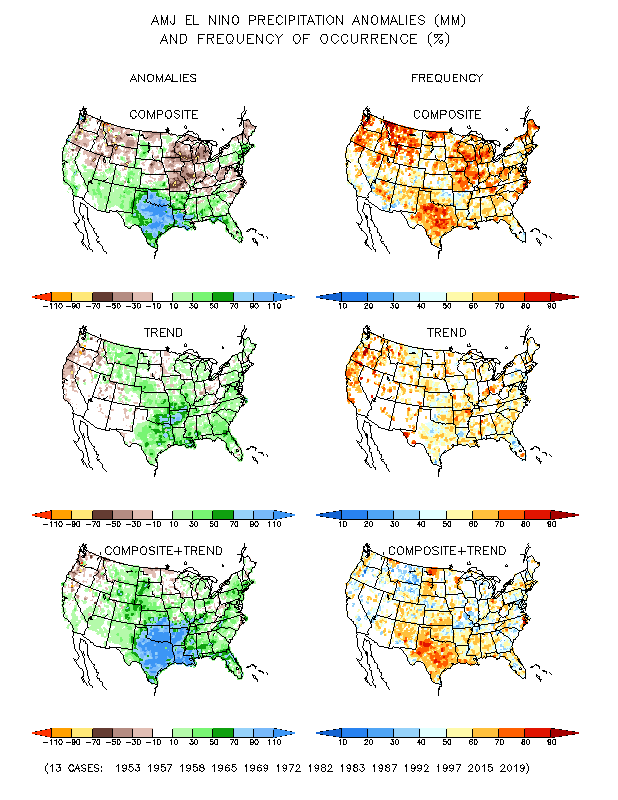 AMJ EL NINO PRECIPITATION ANOMALIES (MM)
AND FREQUENCY OF OCCURRENCE (%)
ANOMALIES FREQUENCY
COMPOSITE COMPOSITE
-110 -90 -70 -50 -30 -10 10 30 50 70 90 110 10 20 30 40 50 60 70 80 90
TREND TREND
-110 -90 -70 -50 -30 -10 10 30 50 70 90 110 10 20 30 40 50 60 70 80 90
COMPOSITE+TREND COMPOSITE+TREND
-110 -90 -70 -50 -30 -10 10 30 50 70 90 110 10 20 30 40 50 60 70 80 90
(13 CASES: 1953 1957 1958 1965 1969 1972 1982 1983 1987 1992 1997 2015 2019)